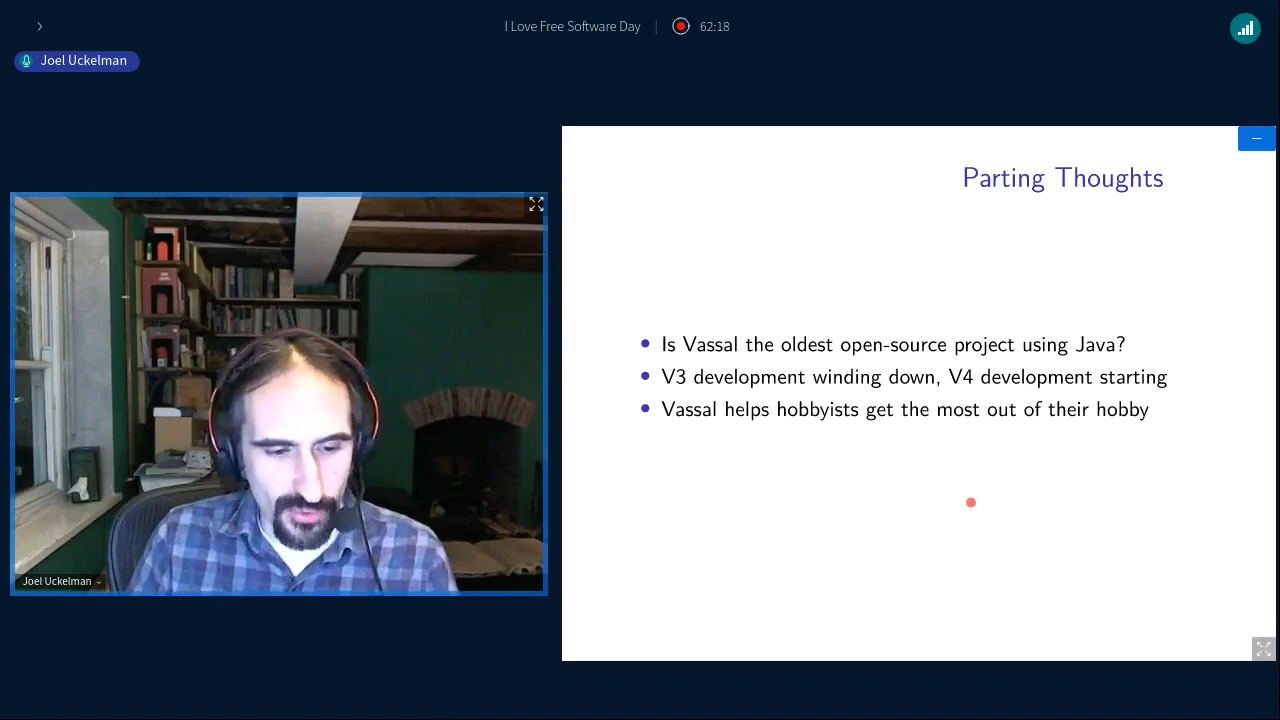 I Love Free Software Day
62:18
Joel Uckelman
Parting Thoughts
Is Vassal the oldest open-source project using Java?
V3 development winding down, V4 development starting
Vassal helps hobbyists get the most out of their hobby
Joel Uckelman